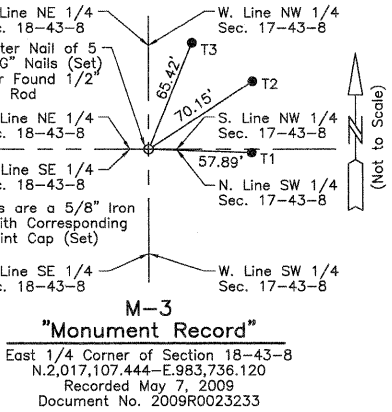 Line NE 1/4
c. 18-43-8
W. Line NW 1/4
Sec. 17-43-8
ter Nail of 5
G" Nails (Set)
r Found 1/2"
Rod
T3
65.42'
T2
70.15'
Line NE 1/4
c. 18-43-8
S. Line NW 1/4
Sec. 17-43-8
57.89'
T1
N
(Not to Scale)
Line SE 1/4
c. 18-43-8
N. Line SW 1/4
Sec. 17-43-8
s are a 5/8" Iron
ith Corresponding
int Cap (Set)
Line SE 1/4
c. 18-43-8
W. Line SW 1/4
Sec. 17-43-8
M-3
"Monument Record"
East 1/4 Corner of Section 18-43-8
N.2,017,107.444-E.983,736.120
Recorded May 7, 2009
Document No. 2009R0023233